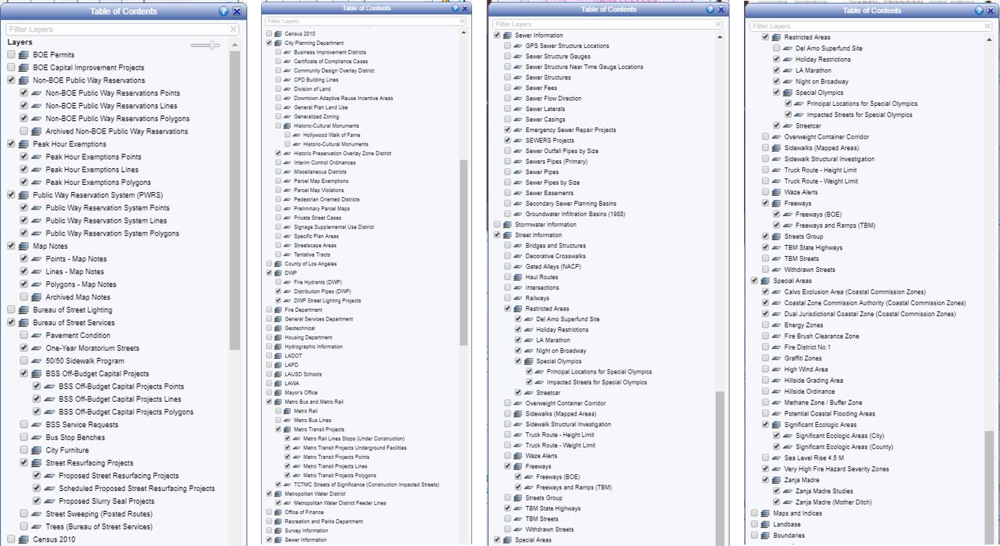 Table of Contents
Filter Layers
Layers
BOE Permits
BOE Capital Improvement Projects
Non-BOE Public Way Reservations
Non-BOE Public Way Reservations Points
Non-BOE Public Way Reservations Lines
Non-BOE Public Way Reservations Polygons
Archived Non-BOE Public Way Reservations
Peak Hour Exemptions
Peak Hour Exemptions Points
Peak Hour Exemptions Lines
Peak Hour Exemptions Polygons
Public Way Reservation System (PWRS)
Public Way Reservation System Points
Public Way Reservation System Lines
Public Way Reservation System Polygons
Map Notes
Points - Map Notes
Lines - Map Notes
Polygons - Map Notes
Archived Map Notes
Bureau of Street Lighting
Bureau of Street Services
Pavement Condition
One-Year Moratorium Streets
50/50 Sidewalk Program
BSS Off-Budget Capital Projects
BSS Off-Budget Capital Projects Points
BSS Off-Budget Capital Projects Lines
BSS Off-Budget Capital Projects Polygons
BSS Service Requests
Bus Stop Benches
City Furniture
Street Resurfacing Projects
Proposed Street Resurfacing Projects
Scheduled Proposed Street Resurfacing Projects
Proposed Slurry Seal Projects
Street Sweeping (Posted Routes)
Trees (Bureau of Street Services)
Census 2010
Table of Contents
Filter Layers
Census 2010
City Planning Department
Business Improvement Districts
Certificate of Compliance Cases
Community Design Overlay District
CPD Building Lines
Division of Land
Downtown Adaptive Reuse Incentive Areas
General Plan Land Use
Generalized Zoning
Historic-Cultural Monuments
Hollywood Walk of Fame
Historic-Cultural Monuments
Historic Preservation Overlay Zone District
Interim Control Ordinances
Miscellaneous Districts
Parcel Map Exemptions
Parcel Map Violations
Pedestrian Oriented Districts
Preliminary Parcel Maps
Private Street Cases
Signage Supplemental Use District
Specific Plan Areas
Streetscape Areas
Tentative Tracts
County of Los Angeles
DWP
Fire Hydrants (DWP)
Distribution Pipes (DWP)
DWP Street Lighting Projects
Fire Department
General Services Department
Geotechnical
Housing Department
Hydrographic Information
LADOT
LAPD
LAUSD Schools
LAWA
Mayor's Office
Metro Bus and Metro Rail
Metro Rail
Metro Bus Lines
Metro Transit Projects
Metro Rail Lines Stops (Under Construction)
Metro Transit Projects Underground Facilities
Metro Transit Projects Points
Metro Transit Projects Lines
Metro Transit Projects Polygons
TCTMC Streets of Significance (Construction Impacted Streets)
Metropolitan Water District
Metropolitan Water District Feeder Lines
Office of Finance
Recreation and Parks Department
Survey Information
Sewer Information
Table of Contents
Filter Layers
Sewer Information
GPS Sewer Structure Locations
Sewer Structure Gauges
Sewer Structure Near Time Gauge Locations
Sewer Structures
Sewer Fees
Sewer Flow Direction
Sewer Laterals
Sewer Casings
Emergency Sewer Repair Projects
SEWERS Projects
Sewer Outfall Pipes by Size
Sewers Pipes (Primary)
Sewer Pipes
Sewer Pipes by Size
Sewer Easements
Secondary Sewer Planning Basins
Groundwater Infiltration Basins (1988)
Stormwater Information
Street Information
Bridges and Structures
Decorative Crosswalks
Gated Alleys (NACP)
Haul Routes
Intersections
Railways
Restricted Areas
Del Amo Superfund Site
Holiday Restrictions
LA Marathon
Night on Broadway
Special Olympics
Principal Locations for Special Olympics
Impacted Streets for Special Olympics
Streetcar
Overweight Container Corridor
Sidewalks (Mapped Areas)
Sidewalk Structural Investigation
Truck Route - Height Limit
Truck Route - Weight Limit
Waze Alerts
Freeways
Freeways (BOE)
Freeways and Ramps (TBM)
Streets Group
TBM State Highways
TBM Streets
Withdrawn Streets
Special Areas
Table of Contents
Filter Layers
Restricted Areas
Del Amo Superfund Site
Holiday Restrictions
LA Marathon
Night on Broadway
Special Olympics
Principal Locations for Special Olympics
Impacted Streets for Special Olympics
Streetcar
Overweight Container Corridor
Sidewalks (Mapped Areas)
Sidewalk Structural Investigation
Truck Route - Height Limit
Truck Route - Weight Limit
Waze Alerts
Freeways
Freeways (BOE)
Freeways and Ramps (TBM)
Streets Group
TBM State Highways
TBM Streets
Withdrawn Streets
Special Areas
Calvo Exclusion Area (Coastal Commission Zones)
Coastal Zone Commission Authority (Coastal Commission Zones)
Dual Jurisdictional Coastal Zone (Coastal Commission Zones)
Energy Zones
Fire Brush Clearance Zone
Fire District No.1
Graffiti Zones
High Wind Area
Hillside Grading Area
Hillside Ordinance
Methane Zone / Buffer Zone
Potential Coastal Flooding Areas
Significant Ecologic Areas
Significant Ecologic Areas (City)
Significant Ecologic Areas (County)
Sea Level Rise 4.5 M
Very High Fire Hazard Severity Zones
Zanja Madre
Zanja Madre Studies
Zanja Madre (Mother Ditch)
Maps and Indices
Landbase
Boundaries